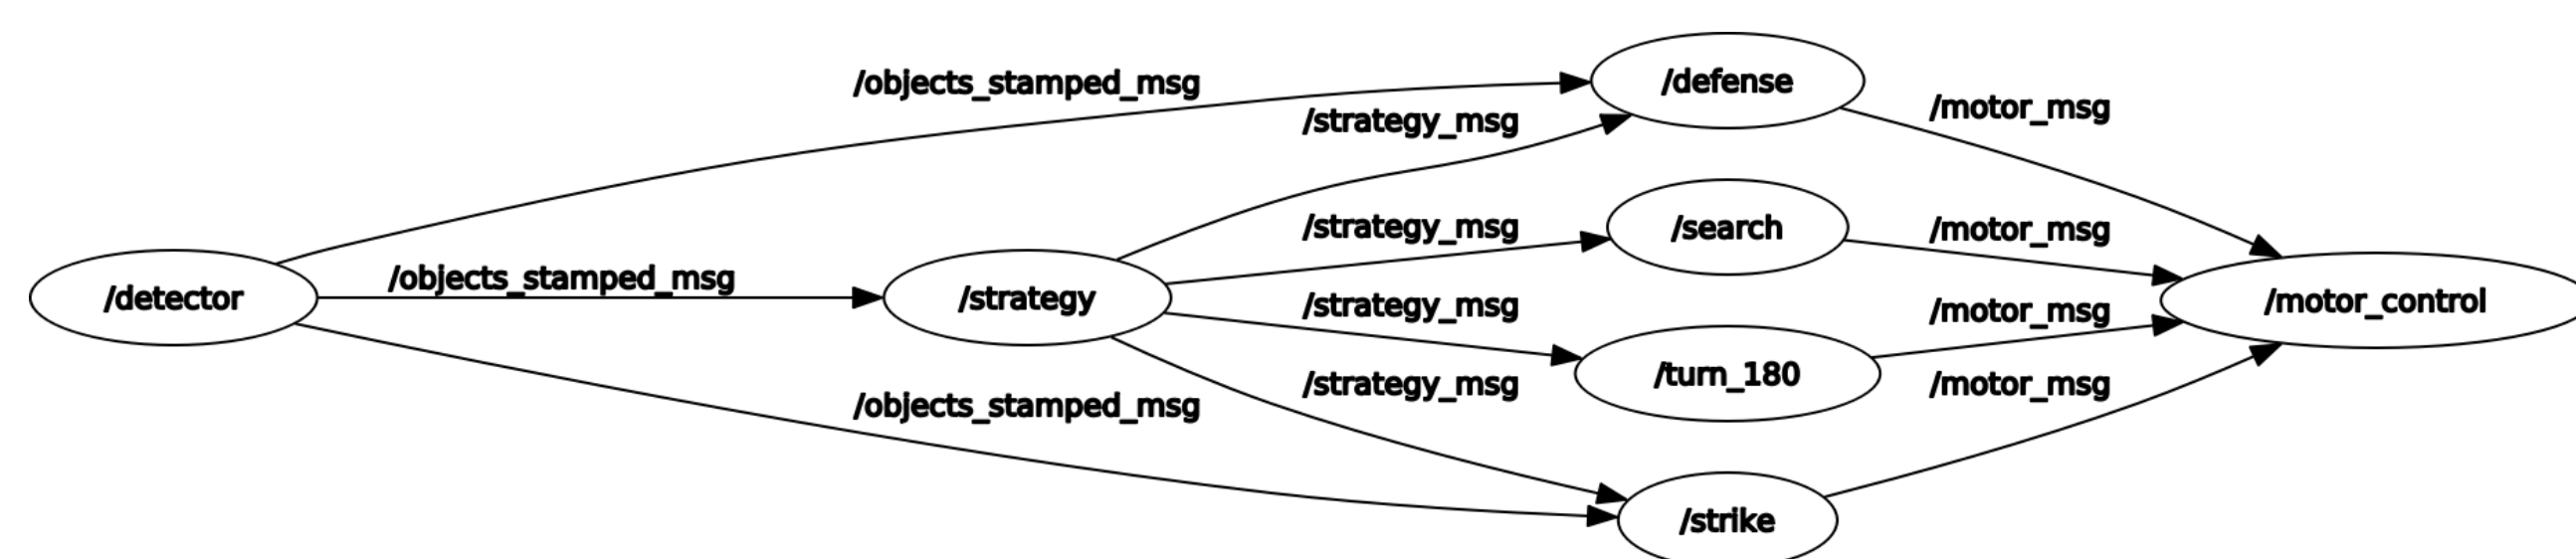 /objects_stamped_msg
/defense
/motor_msg
/strategy_msg
/search
/strategy_msg
/motor_msg
/detector
/objects_stamped_msg
/strategy
/strategy_msg
/motor_msg
/motor_control
/turn_180
/strategy_msg
/motor_msg
/objects_stamped_msg
/strike